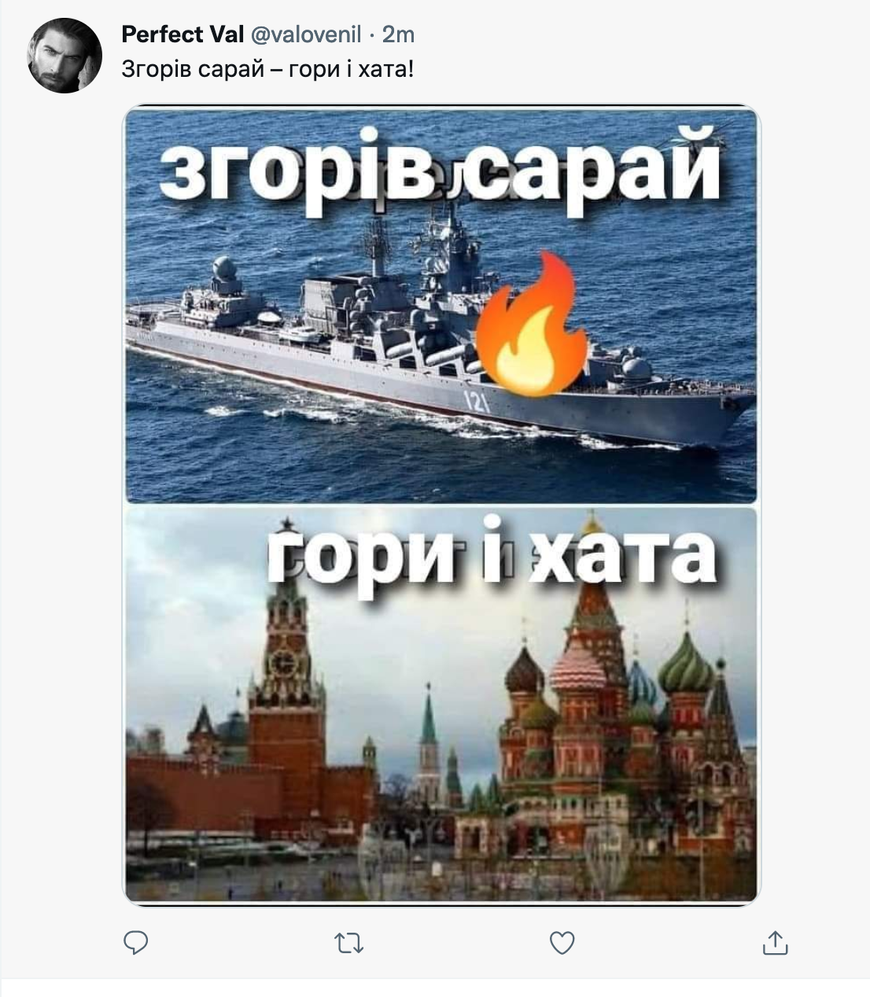 Perfect Val @valovenil · 2m
Згорів сарай – гори і хата!
згорів сарай
121
гори і хата